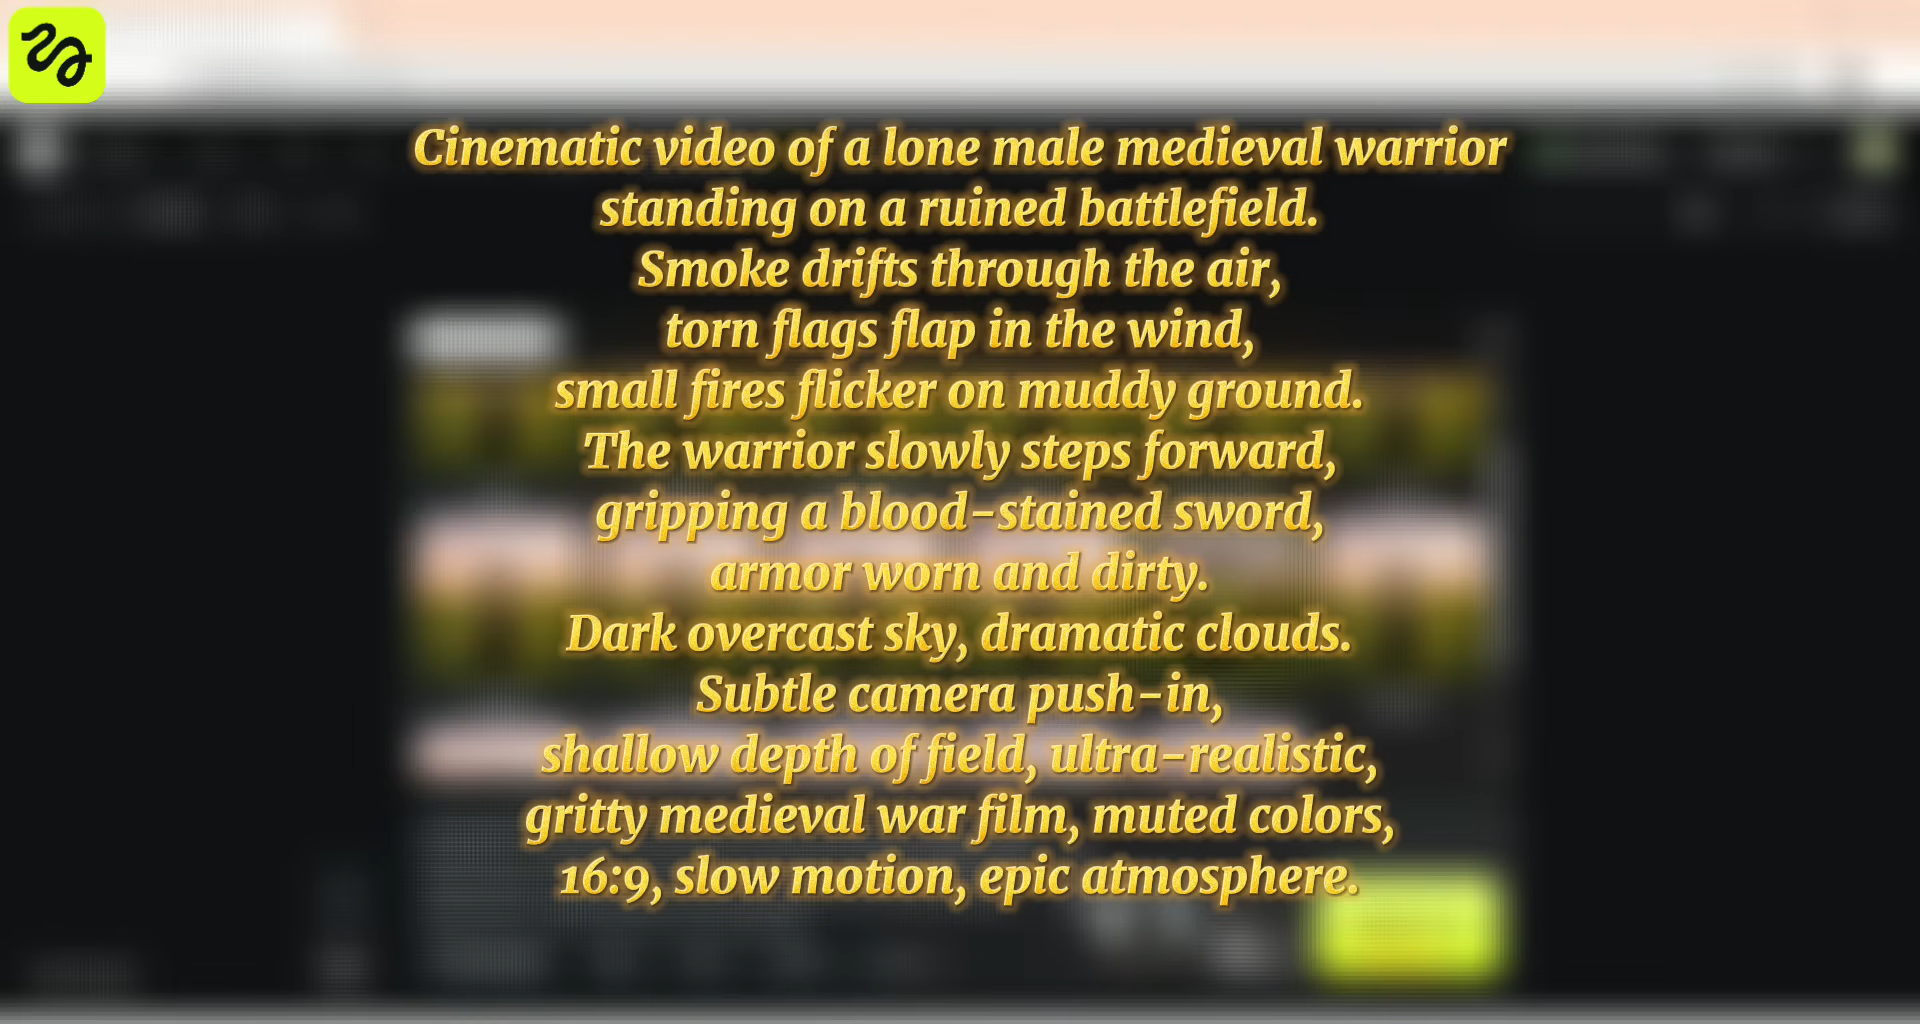 Cinematic video of a lone male medieval warrior
standing on a ruined battlefield.
Smoke drifts through the air,
torn flags flap in the wind,
small fires flicker on muddy ground.
The warrior slowly steps forward,
gripping a blood-stained sword,
armor worn and dirty.
Dark overcast sky, dramatic clouds.
Subtle camera push-in,
shallow depth of field, ultra-realistic,
gritty medieval war film, muted colors,
16:9, slow motion, epic atmosphere.